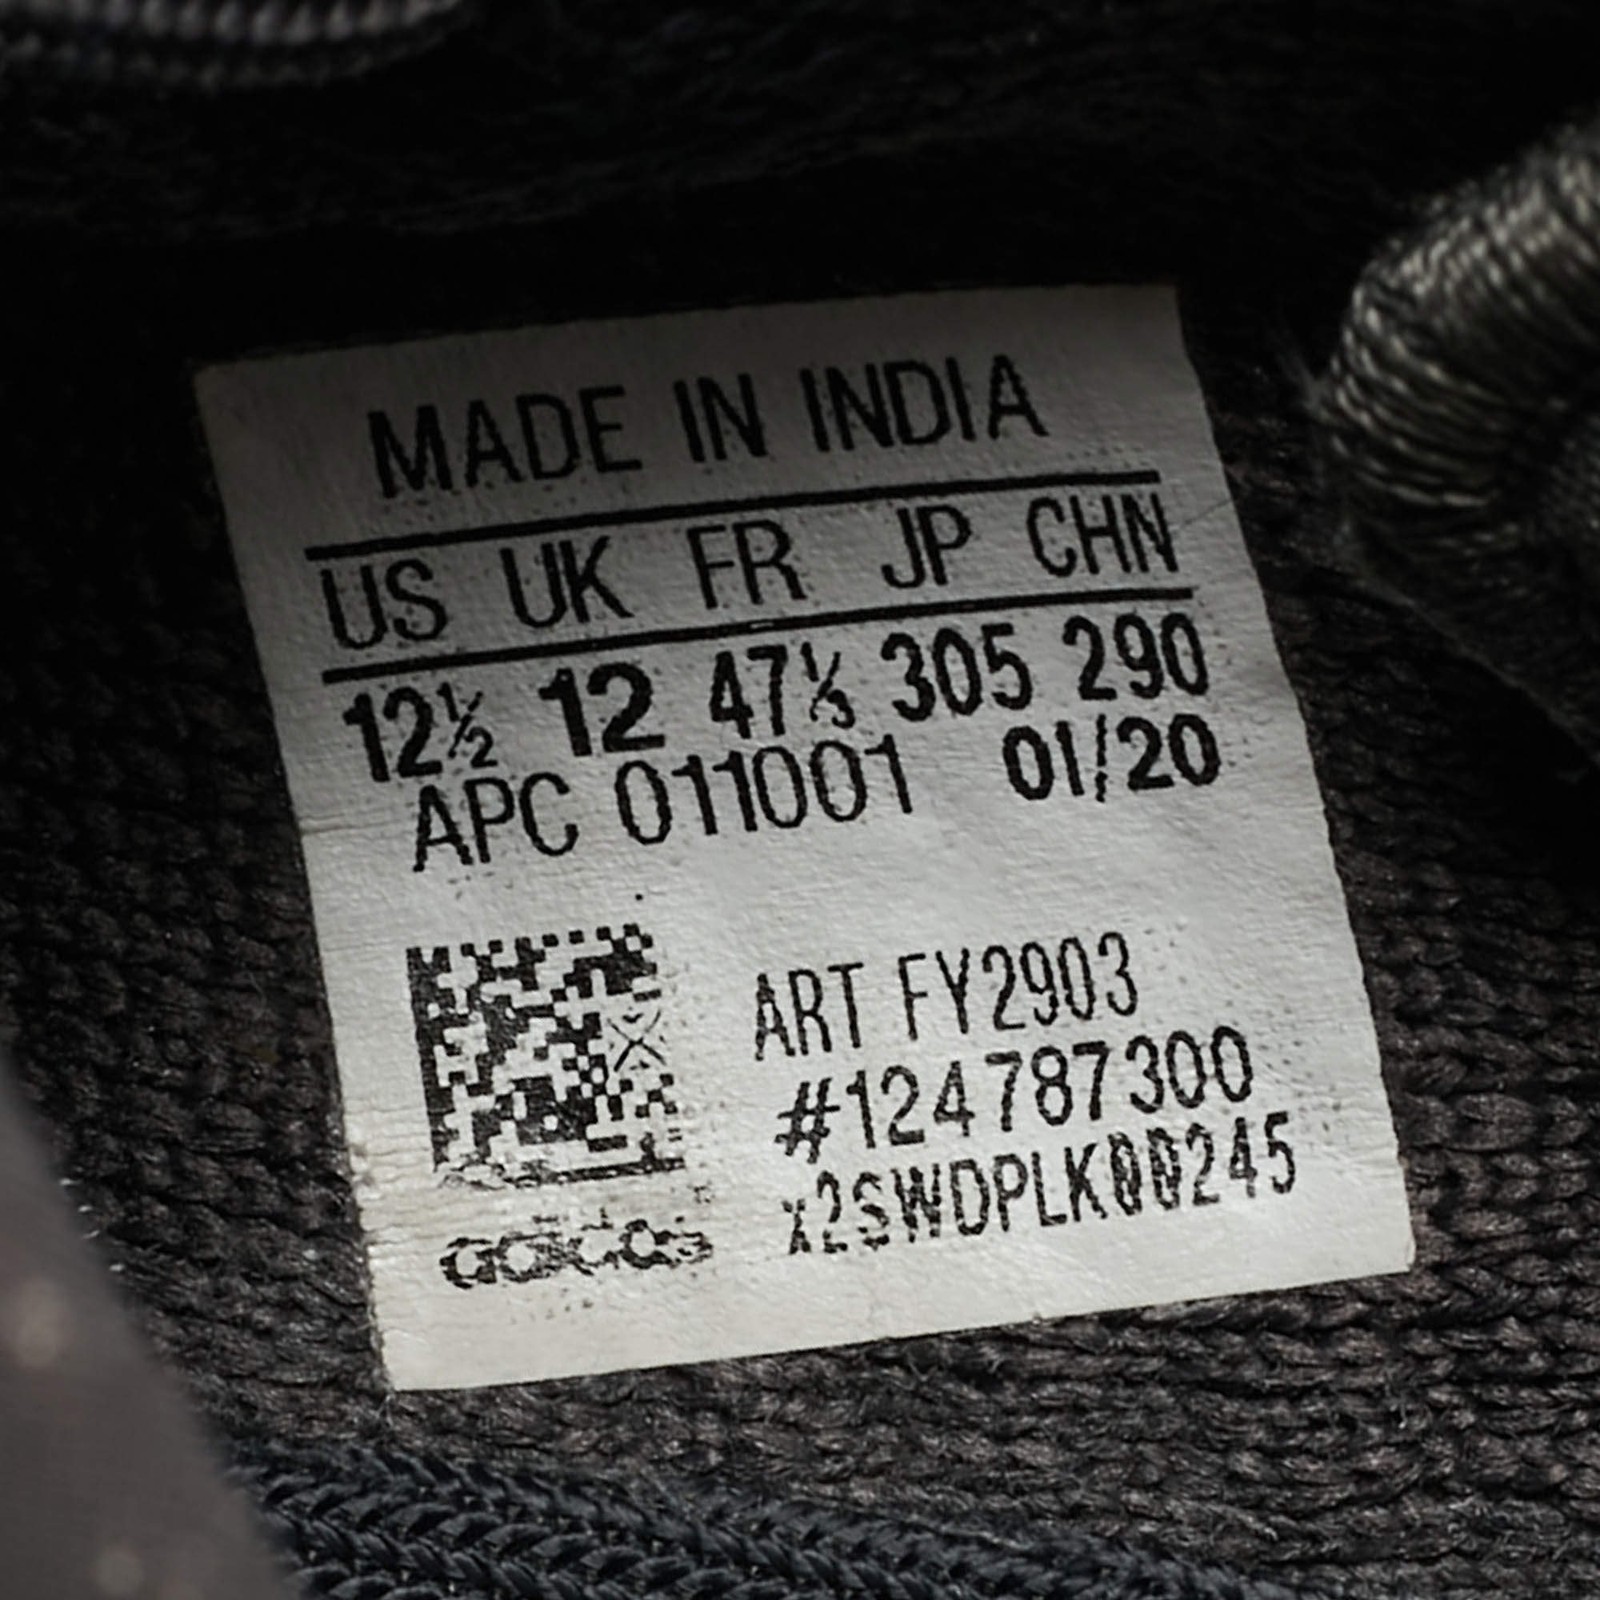 MADE IN INDIA
US UK FR JP CHN
12½ 12 47⅓ 305 290
APC 011001 01/20
ART FY2903
#124787300
x2SWDPLK00245